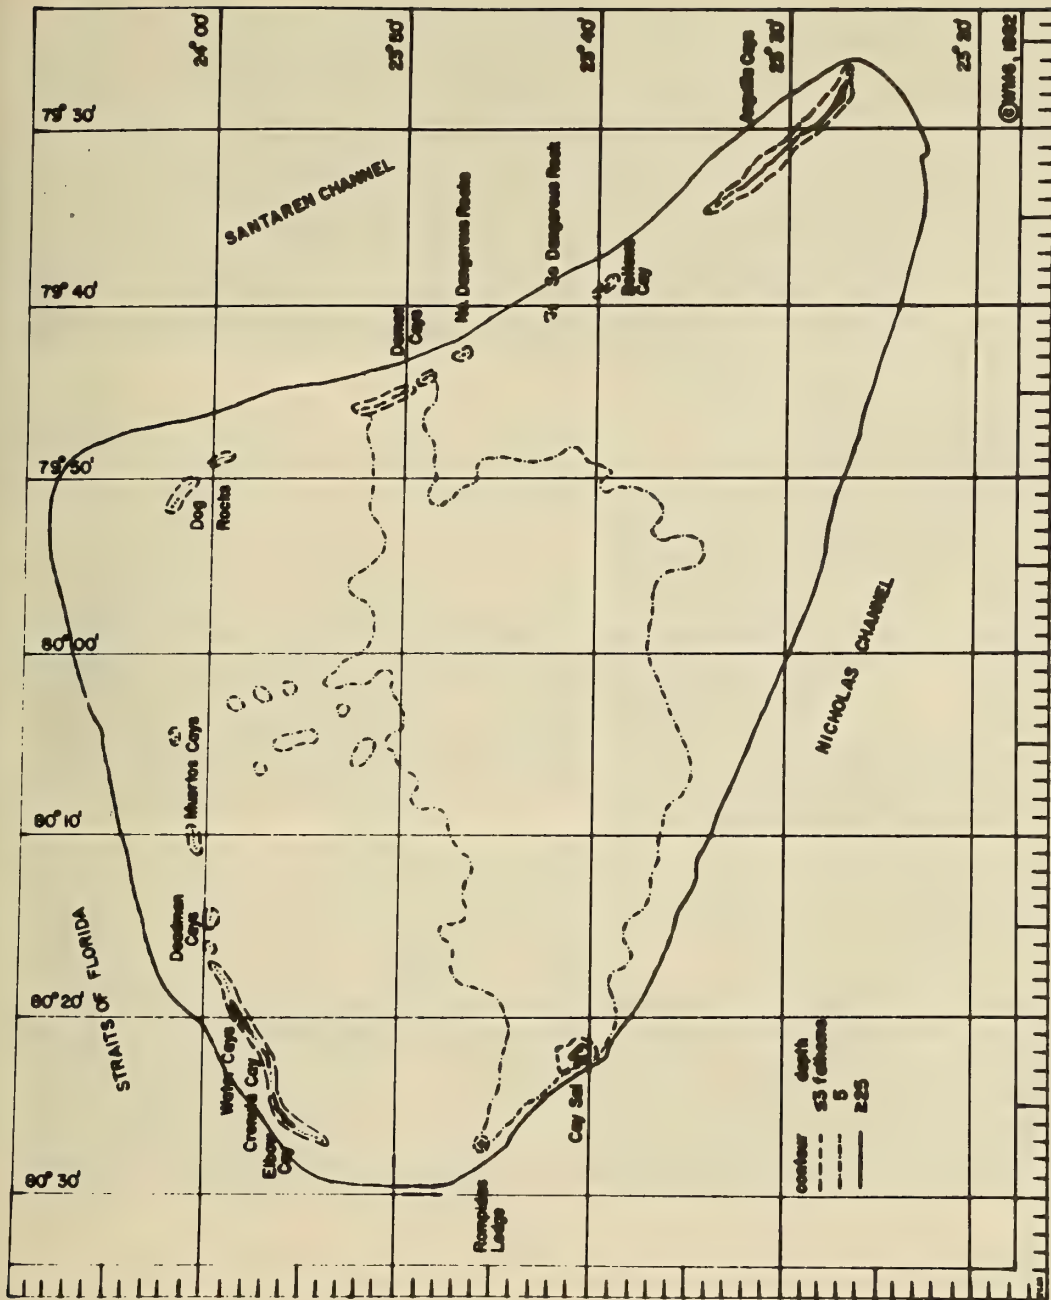 24° 00'
23° 50'
23° 40'
23° 30'
23° 20'
79° 30'
79° 40'
79° 50'
80° 00'
80° 10'
80° 20'
80° 30'
STRAITS OF FLORIDA
SANTAREN CHANNEL
NICHOLAS CHANNEL
Dog
Rocks
Muertos Cays
Deadman
Cays
Water Cays
Elbow
Cay
Damas
Cays
No. Dangerous Rocks
So Dangerous Rock
Cay
Anguilla Cays
Cay Sal
Ledge
contour depth
≤3 fathoms
5
≥25